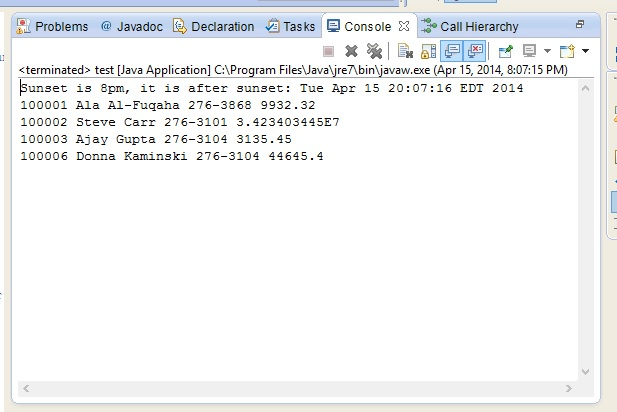 Problems @ Javadoc Declaration Tasks Console Call Hierarchy
<terminated> test [Java Application] C:\Program Files\Java\jre7\bin\javaw.exe (Apr 15, 2014, 8:07:15 PM)
Sunset is 8pm, it is after sunset: Tue Apr 15 20:07:16 EDT 2014
100001 Ala Al-Fuqaha 276-3868 9932.32
100002 Steve Carr 276-3101 3.423403445E7
100003 Ajay Gupta 276-3104 3135.45
100006 Donna Kaminski 276-3104 44645.4